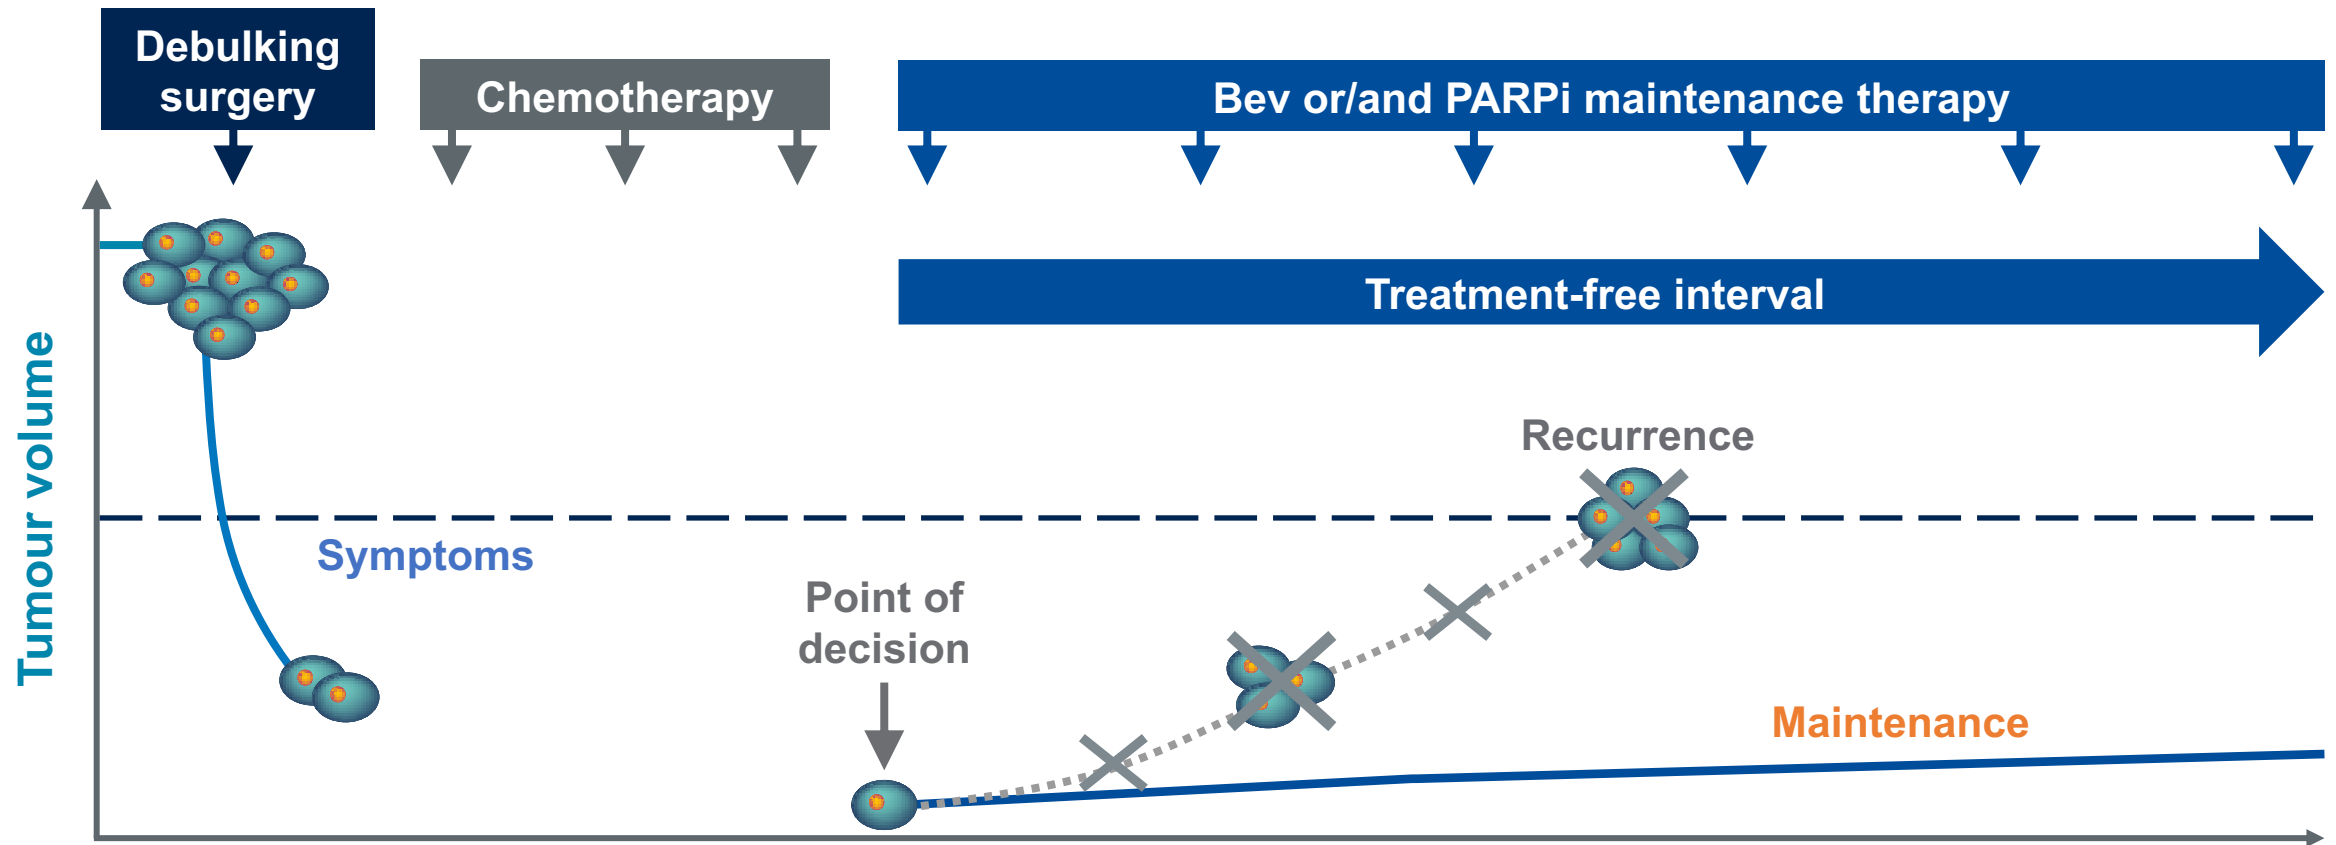 Debulking
surgery
Chemotherapy
Bev or/and PARPi maintenance therapy
Treatment-free interval
Tumour volume
Recurrence
Symptoms
Point of
decision
Maintenance